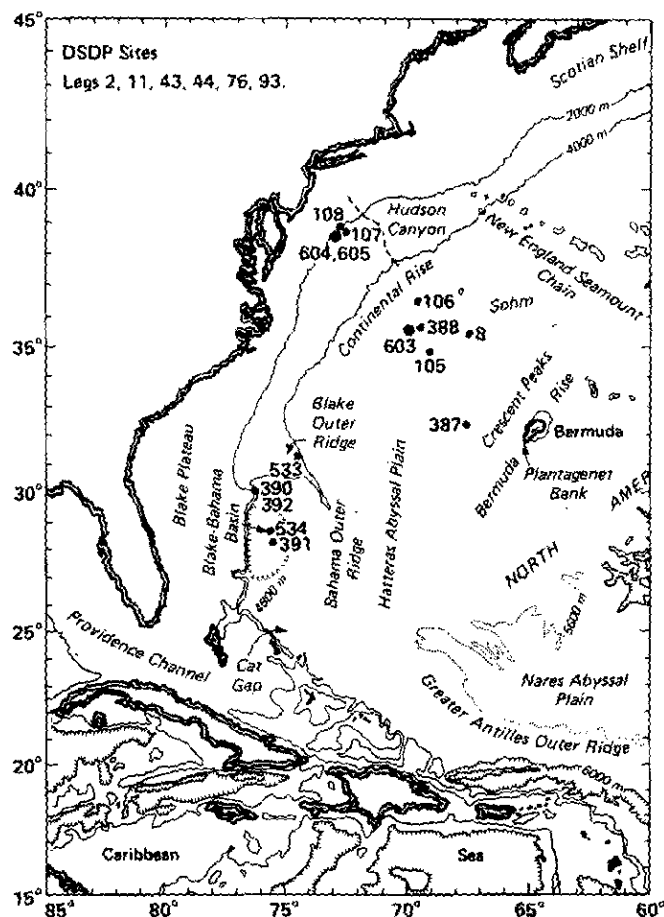 45°
DSDP Sites
Legs 2, 11, 43, 44, 76, 93.
Scotian Shelf
2000 m
4000 m
40°
108
107
604,605
Hudson
Canyon
New England Seamount
Chain
Continental Rise
106
Sohm
388
8
603
105
35°
Crescent Peaks
387
Bermuda
Rise
Bermuda
Plantagenet
Bank
Blake
Outer
Ridge
Blake Plateau
533
390
392
30°
Blake-Bahama
Basin
534
391
Bahama Outer
Ridge
Hatteras Abyssal Plain
NORTH
AMER
4800 m
5600 m
25°
Providence Channel
Cat
Gap
Nares Abyssal
Plain
Greater Antilles Outer Ridge
20°
6000 m
Caribbean
Sea
15°
85°
80°
75°
70°
65°
60°